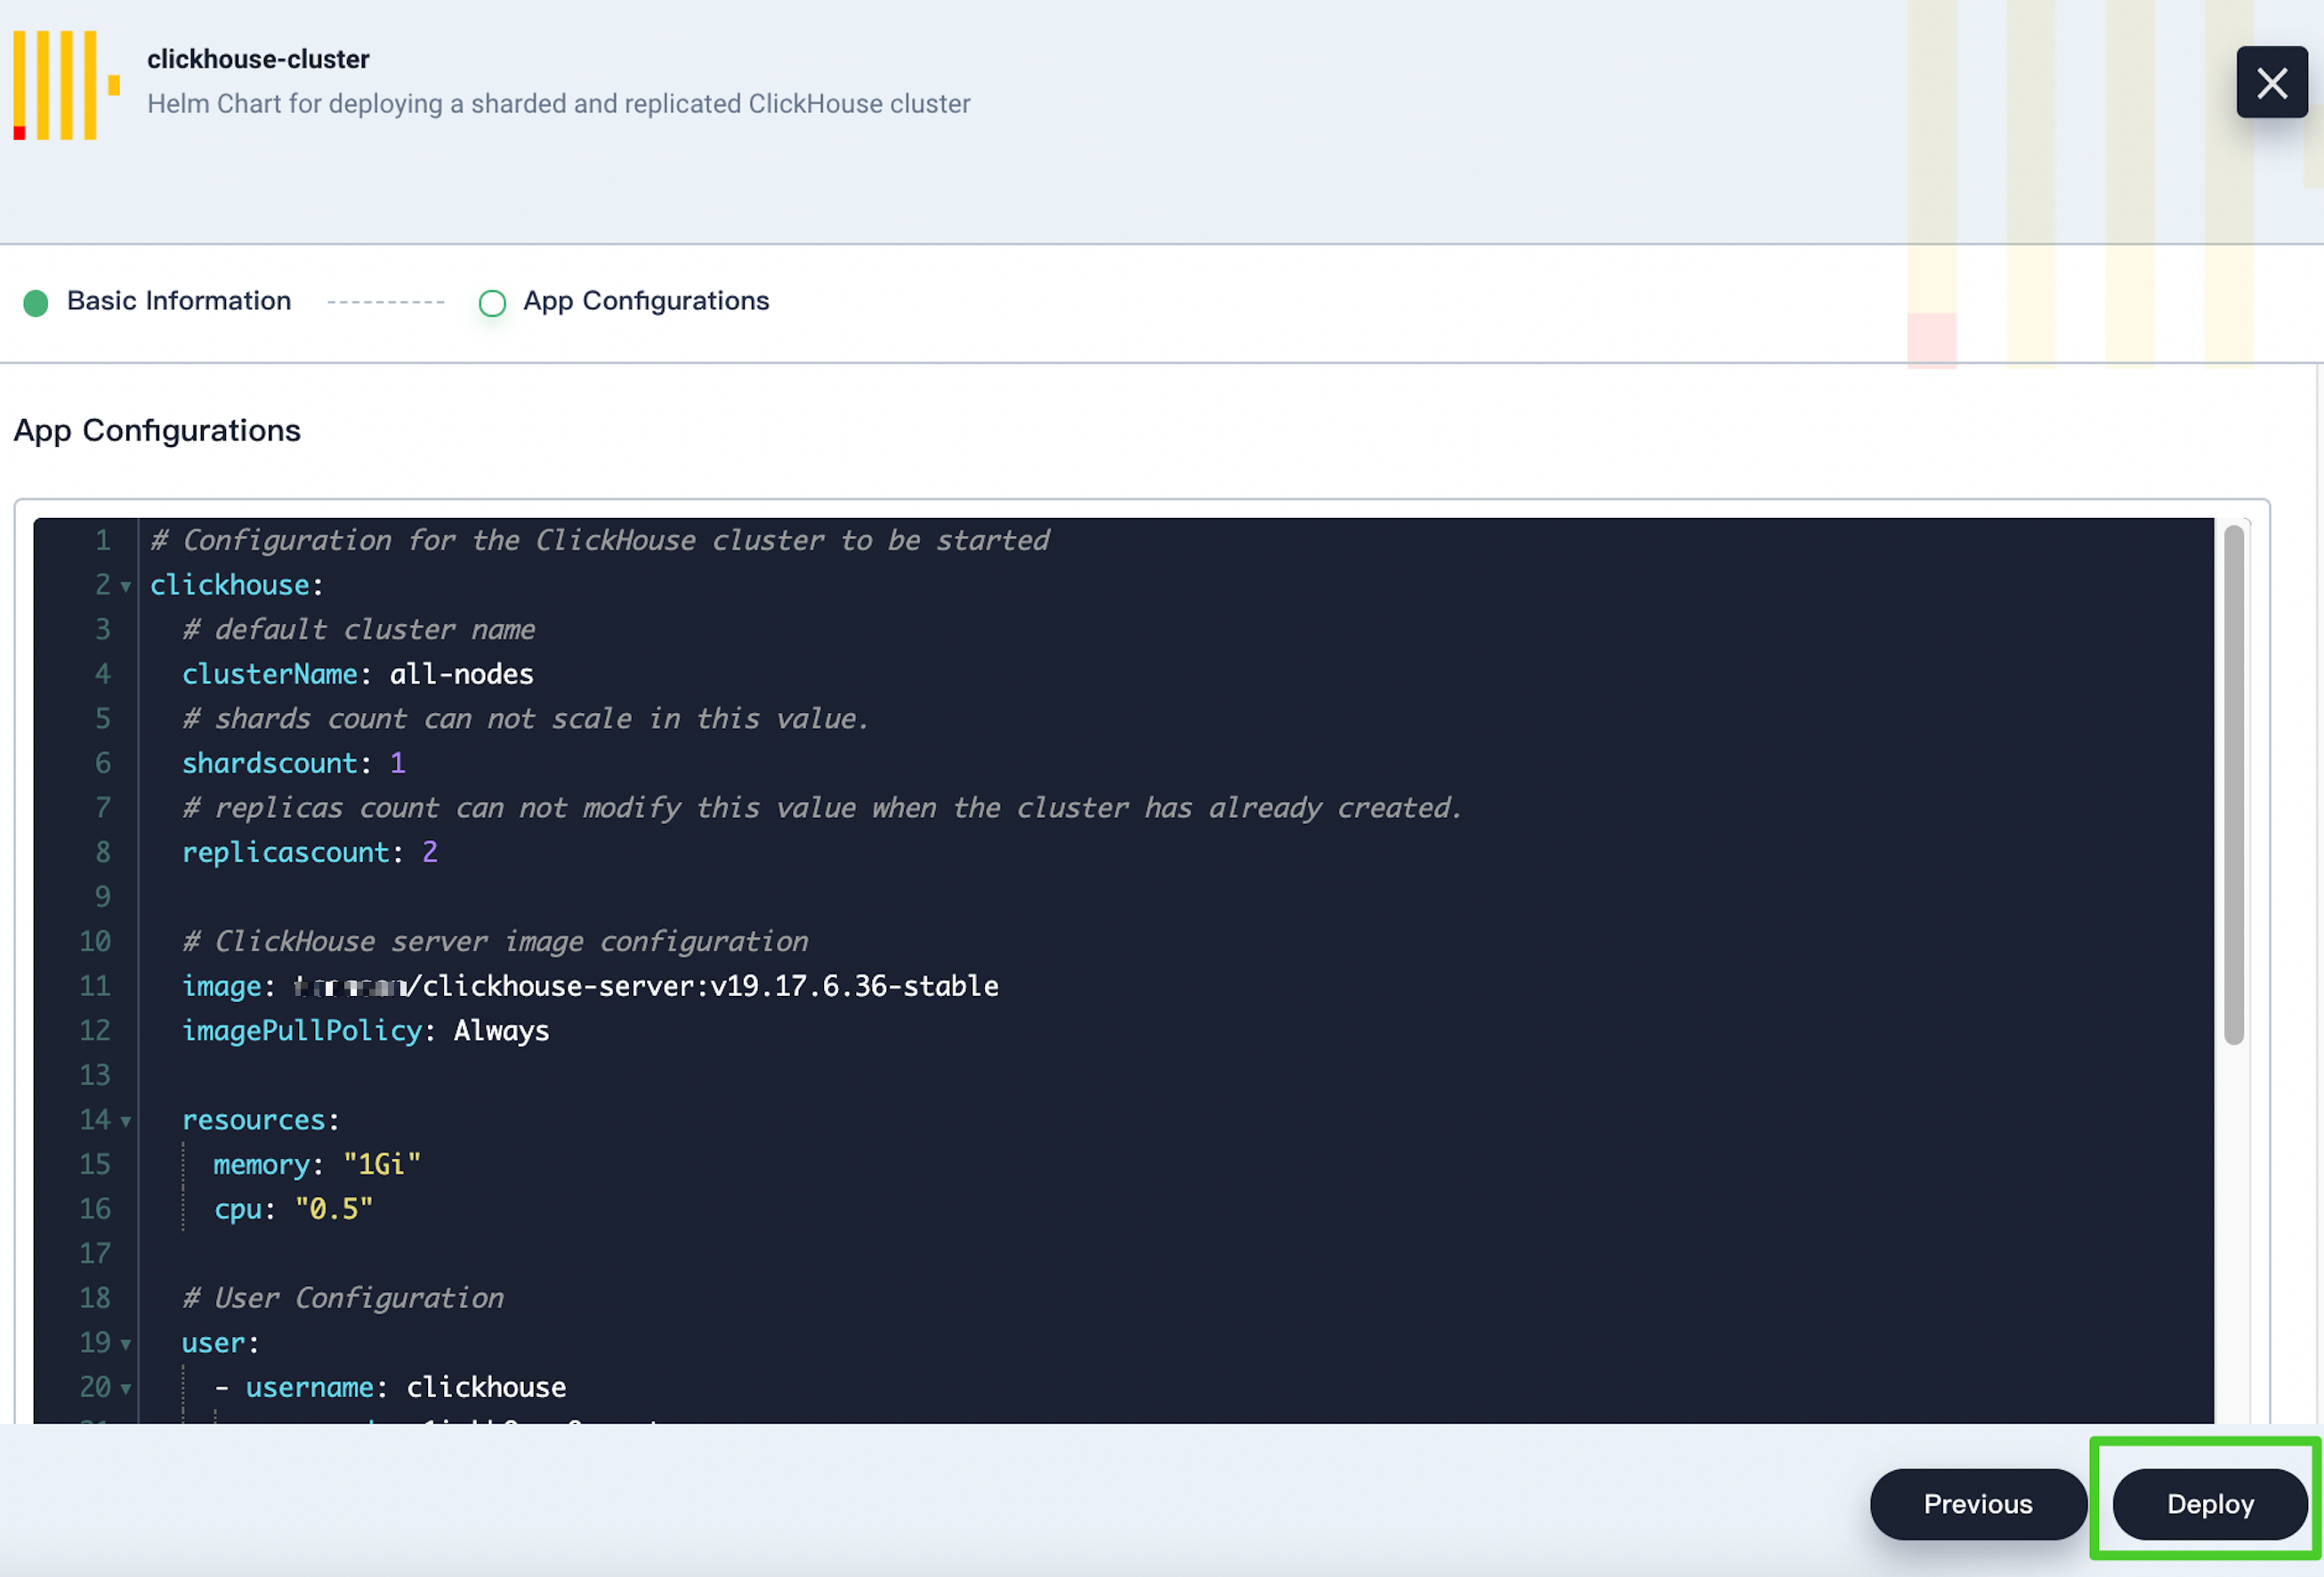 clickhouse-cluster
Helm Chart for deploying a sharded and replicated ClickHouse cluster
Basic Information
App Configurations
App Configurations
1 # Configuration for the ClickHouse cluster to be started
2 clickhouse:
3 # default cluster name
4 clusterName: all-nodes
5 # shards count can not scale in this value.
6 shardscount: 1
7 # replicas count can not modify this value when the cluster has already created.
8 replicascount: 2
9
10 # ClickHouse server image configuration
11 image: /clickhouse-server:v19.17.6.36-stable
12 imagePullPolicy: Always
13
14 resources:
15 memory: "1Gi"
16 cpu: "0.5"
17
18 # User Configuration
19 user:
20 - username: clickhouse
Previous
Deploy